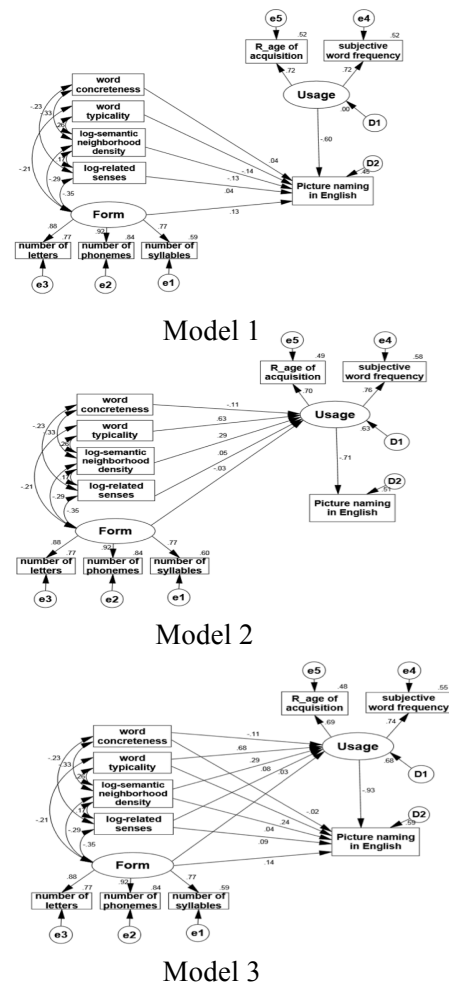 e5
e4
.52
.52
R_age of
acquisition
subjective
word frequency
.72
.72
Usage
.00
D1
word
concreteness
word
typicality
log-semantic
neighborhood
density
log-related
senses
-.23
-.33
.26
.17
-.29
-.21
-.35
-.60
.04
-.14
-.13
.04
.13
D2
.46
Picture naming
in English
Form
.88
.77
.92
.84
.77
.59
number of
letters
number of
phonemes
number of
syllables
e3
e2
e1
Model 1
e5
e4
.49
.58
R_age of
acquisition
subjective
word frequency
.70
.76
Usage
.63
D1
word
concreteness
word
typicality
log-semantic
neighborhood
density
log-related
senses
-.23
-.33
.26
.17
-.29
-.21
-.35
-.11
.63
.29
.05
-.03
-.71
D2
.51
Picture naming
in English
Form
.88
.77
.92
.84
.77
.60
number of
letters
number of
phonemes
number of
syllables
e3
e2
e1
Model 2
e5
e4
.48
.55
R_age of
acquisition
subjective
word frequency
.69
.74
Usage
.68
D1
word
concreteness
word
typicality
log-semantic
neighborhood
density
log-related
senses
-.23
-.33
.26
.17
-.29
-.21
-.35
-.11
.68
.29
.08
.03
-.93
-.02
.24
.04
.09
.14
D2
.59
Picture naming
in English
Form
.88
.77
.92
.84
.77
.59
number of
letters
number of
phonemes
number of
syllables
e3
e2
e1
Model 3